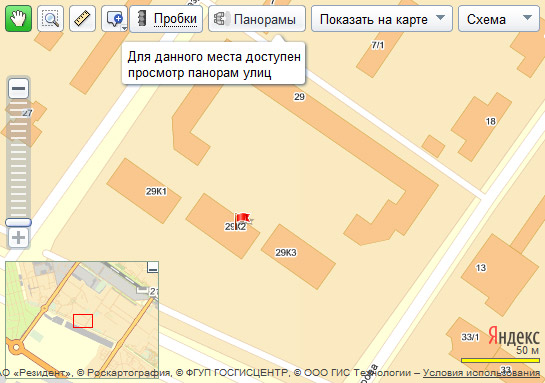 Пробки
Панорамы
Показать на карте
Схема
Для данного места доступен
просмотр панорам улиц
7/1
29
27
18
29К1
29К2
29К3
13
21
33/1
33
Яндекс
50 м
АО «Резидент», © Роскартография, © ФГУП ГОСГИСЦЕНТР, © ООО ГИС Технологии – Условия использования